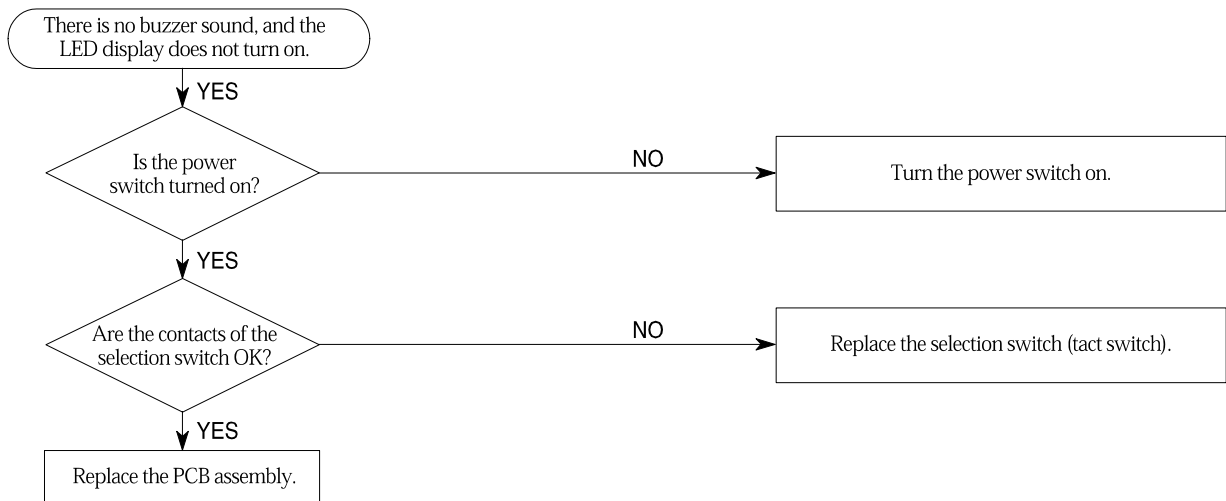 There is no buzzer sound, and the
LED display does not turn on.
YES
Is the power
switch turned on?
NO
Turn the power switch on.
YES
Are the contacts of the
selection switch OK?
NO
Replace the selection switch (tact switch).
YES
Replace the PCB assembly.